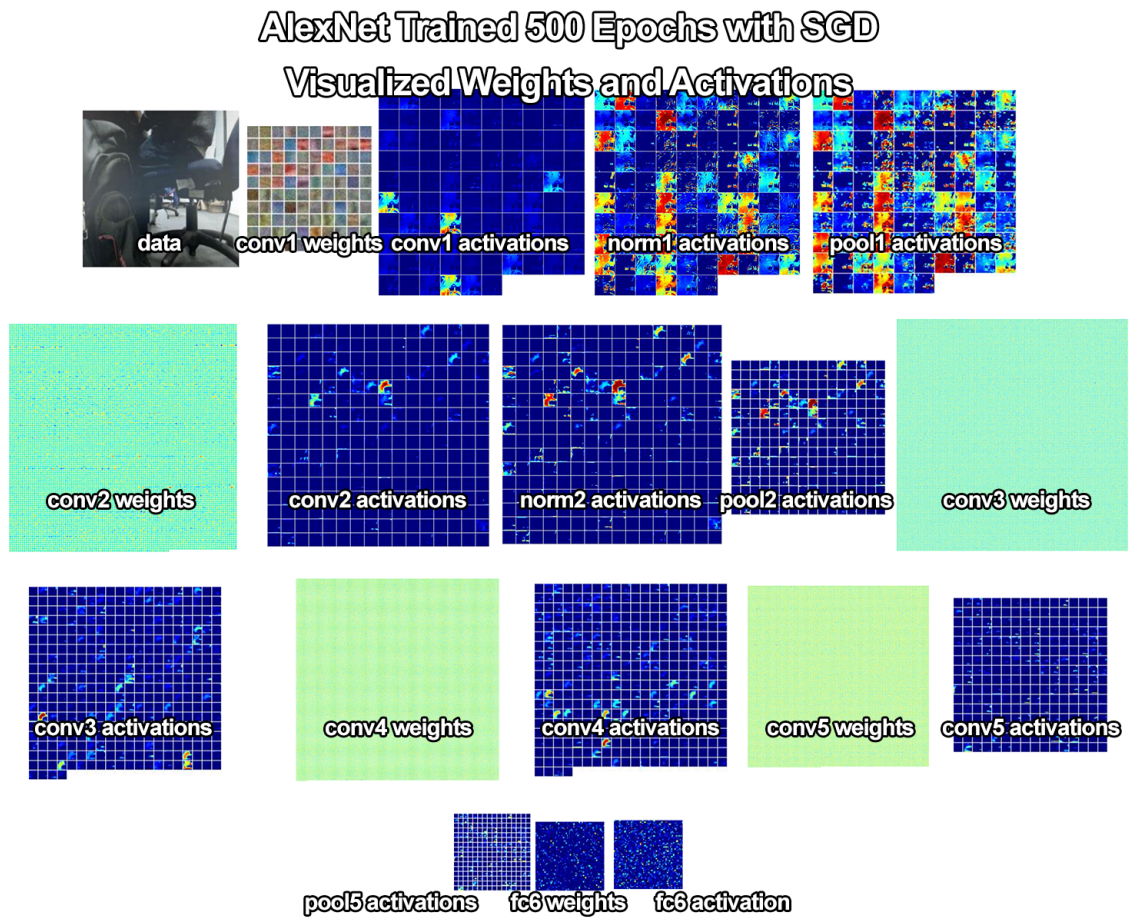 AlexNet Trained 500 Epochs with SGD
Visualized Weights and Activations
data
conv1 weights
conv1 activations
norm1 activations
pool1 activations
conv2 weights
conv2 activations
norm2 activations
pool2 activations
conv3 weights
conv3 activations
conv4 weights
conv4 activations
conv5 weights
conv5 activations
pool5 activations
fc6 weights
fc6 activation